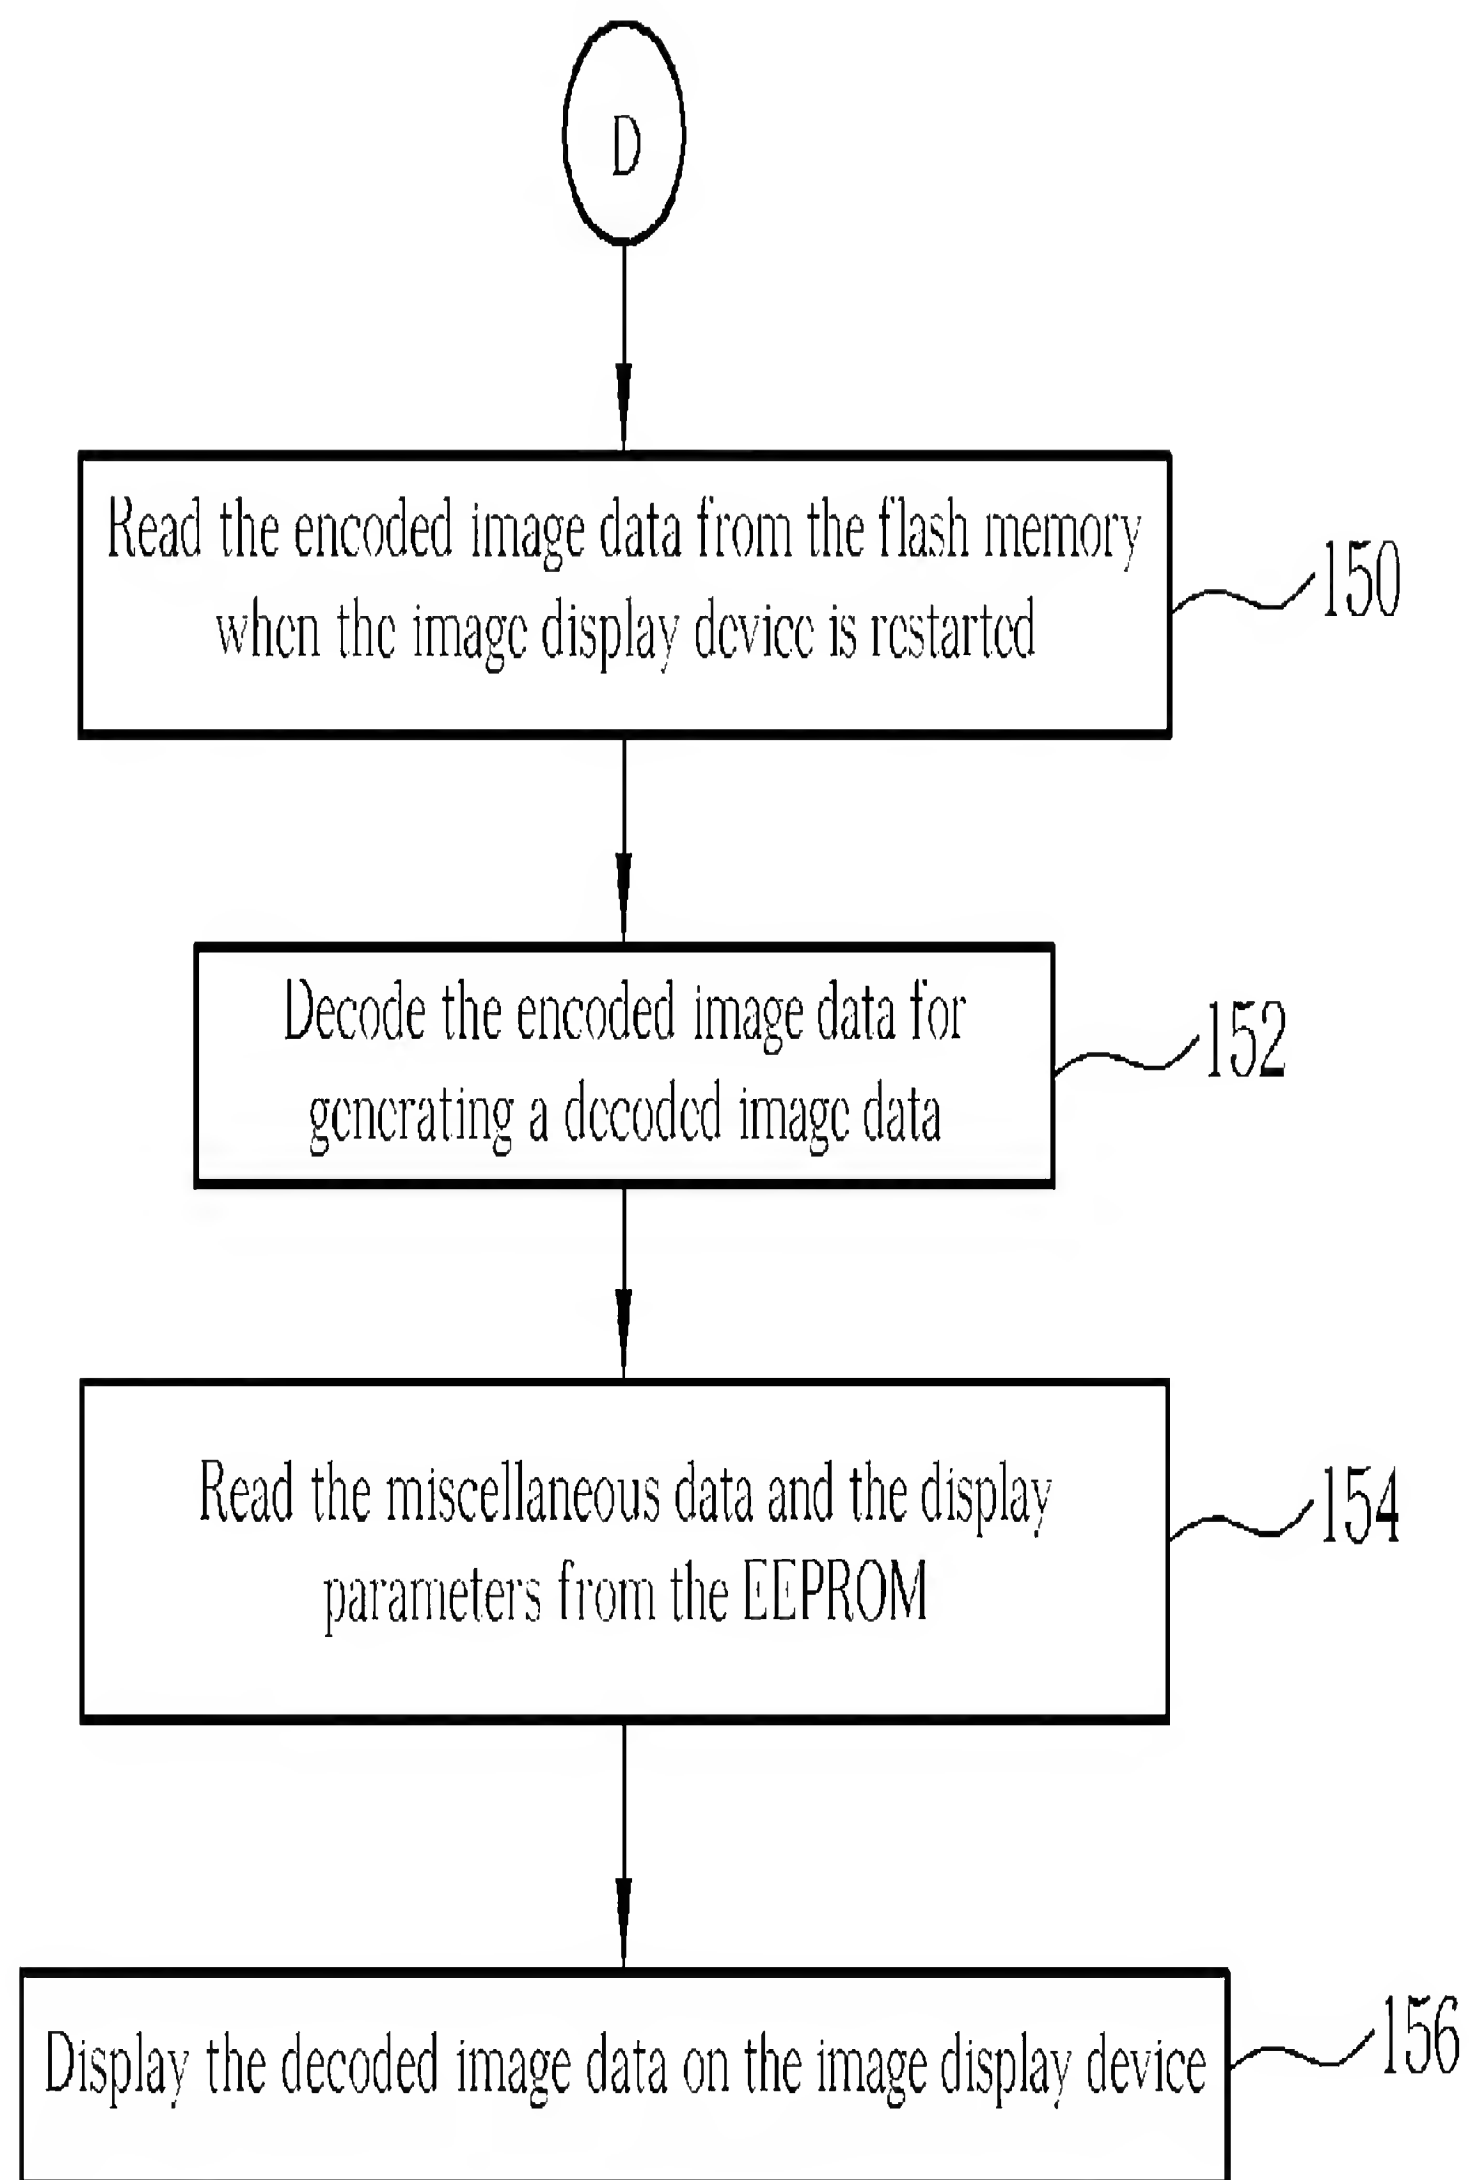 D
Read the encoded image data from the flash memory
when the image display device is restarted
150
Decode the encoded image data for
generating a decoded image data
152
Read the miscellaneous data and the display
parameters from the EEPROM
154
Display the decoded image data on the image display device
156